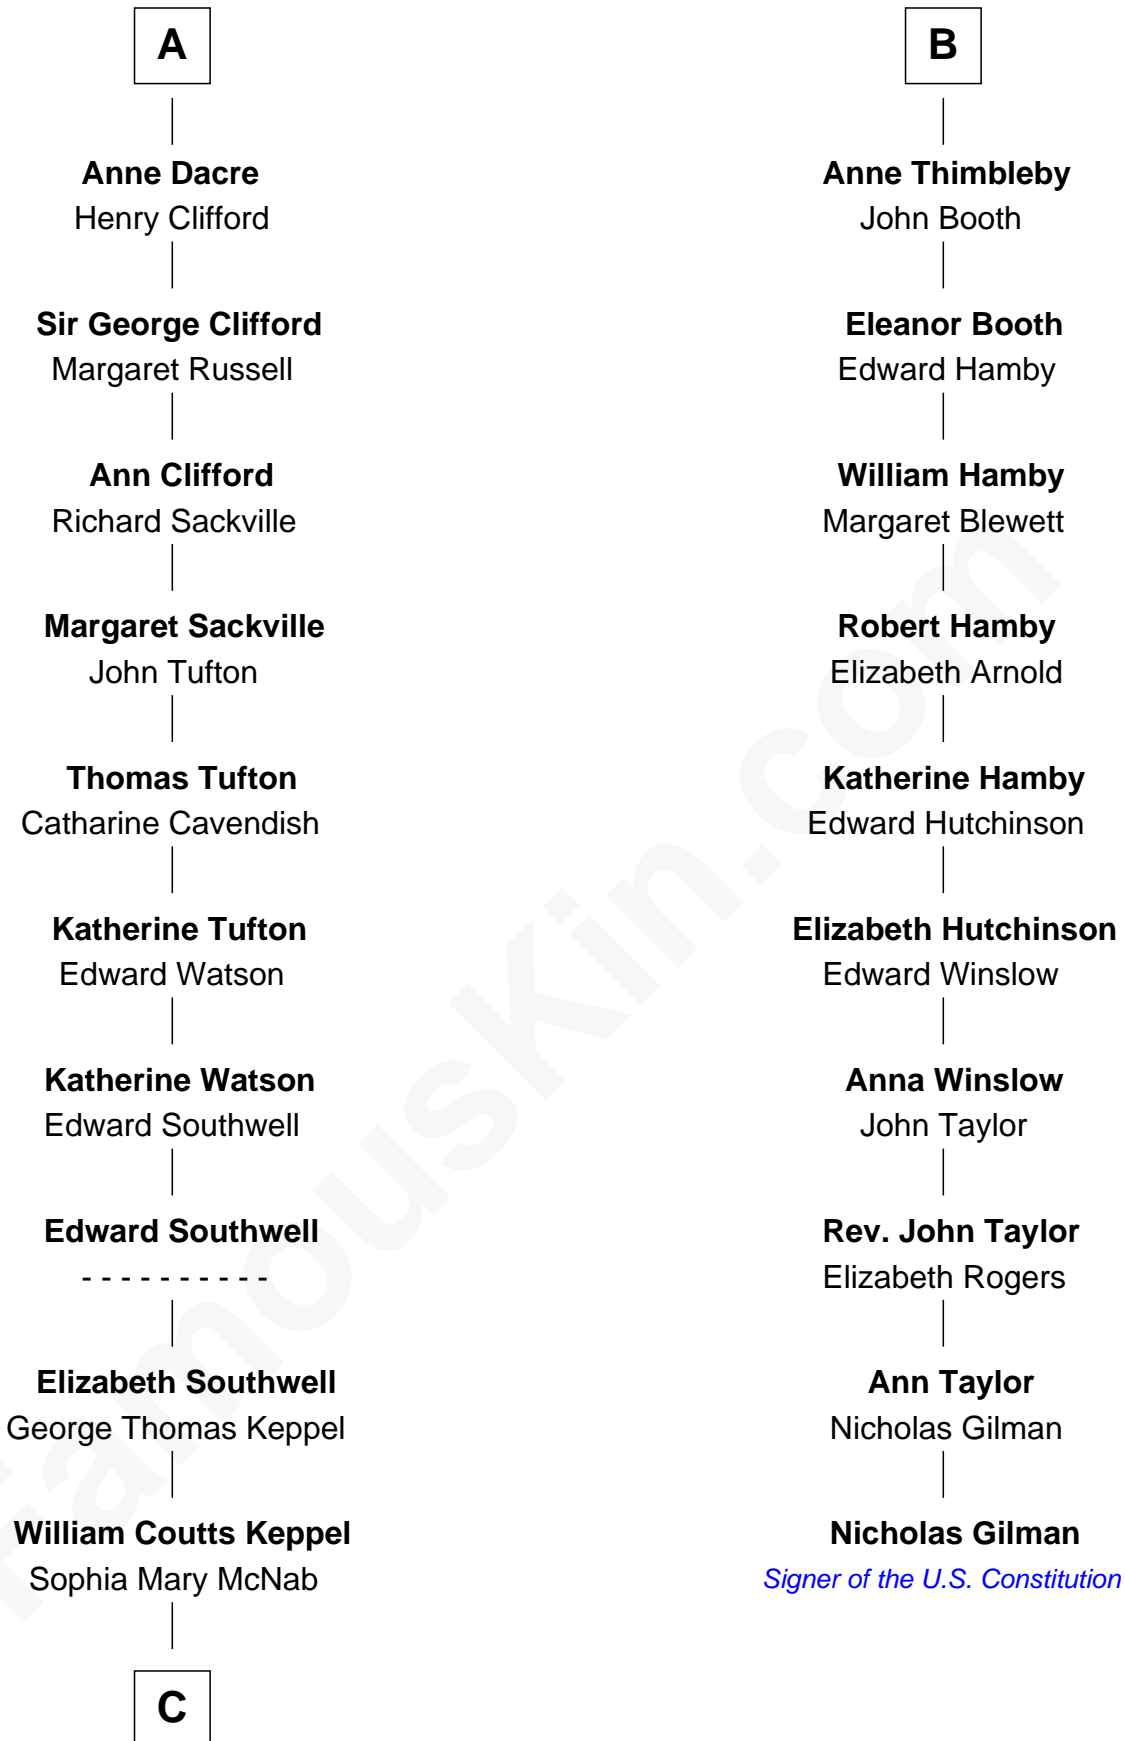 A
Anne Dacre
Henry Clifford
Sir George Clifford
Margaret Russell
Ann Clifford
Richard Sackville
Margaret Sackville
John Tufton
Thomas Tufton
Catharine Cavendish
Katherine Tufton
Edward Watson
Katherine Watson
Edward Southwell
Edward Southwell
- - - - - - - - - -
Elizabeth Southwell
George Thomas Keppel
William Coutts Keppel
Sophia Mary McNab
C
B
Anne Thimbleby
John Booth
Eleanor Booth
Edward Hamby
William Hamby
Margaret Blewett
Robert Hamby
Elizabeth Arnold
Katherine Hamby
Edward Hutchinson
Elizabeth Hutchinson
Edward Winslow
Anna Winslow
John Taylor
Rev. John Taylor
Elizabeth Rogers
Ann Taylor
Nicholas Gilman
Nicholas Gilman
Signer of the U.S. Constitution
FamousKin.com